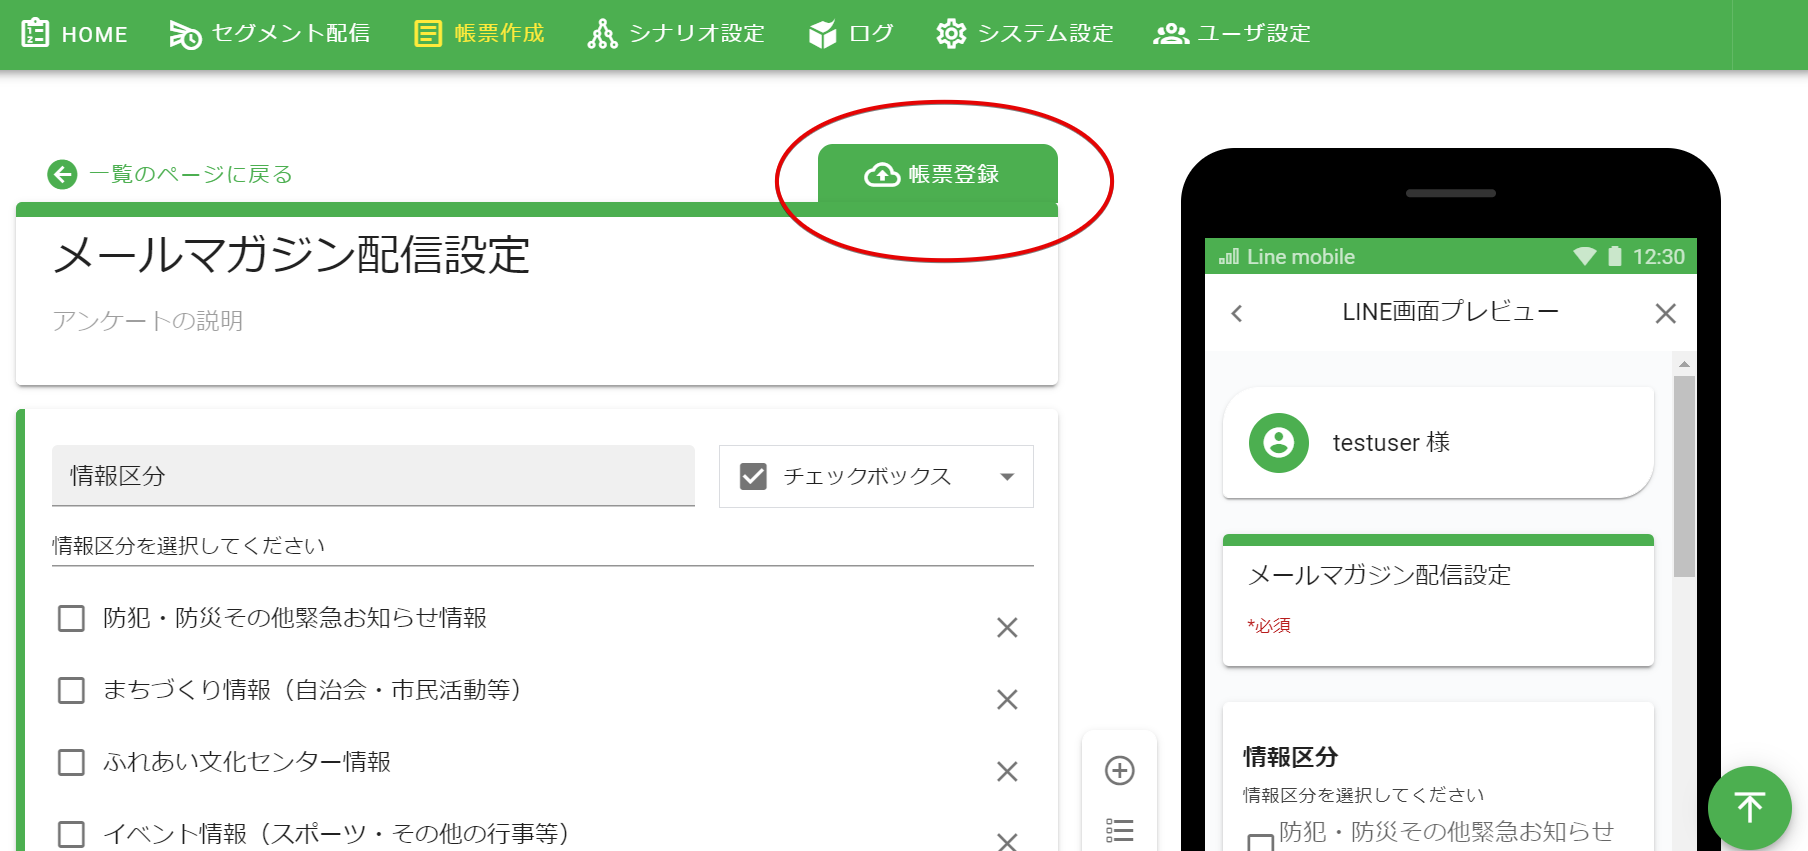 HOME セグメント配信 帳票作成 シナリオ設定 ログ システム設定 ユーザ設定
一覧のページに戻る
帳票登録
メールマガジン配信設定
アンケートの説明
情報区分
チェックボックス
情報区分を選択してください
防犯・防災その他緊急お知らせ情報
まちづくり情報（自治会・市民活動等）
ふれあい文化センター情報
イベント情報（スポーツ・その他の行事等）
Line mobile 12:30
LINE画面プレビュー
testuser 様
メールマガジン配信設定
*必須
情報区分
情報区分を選択してください
防犯・防災その他緊急お知らせ